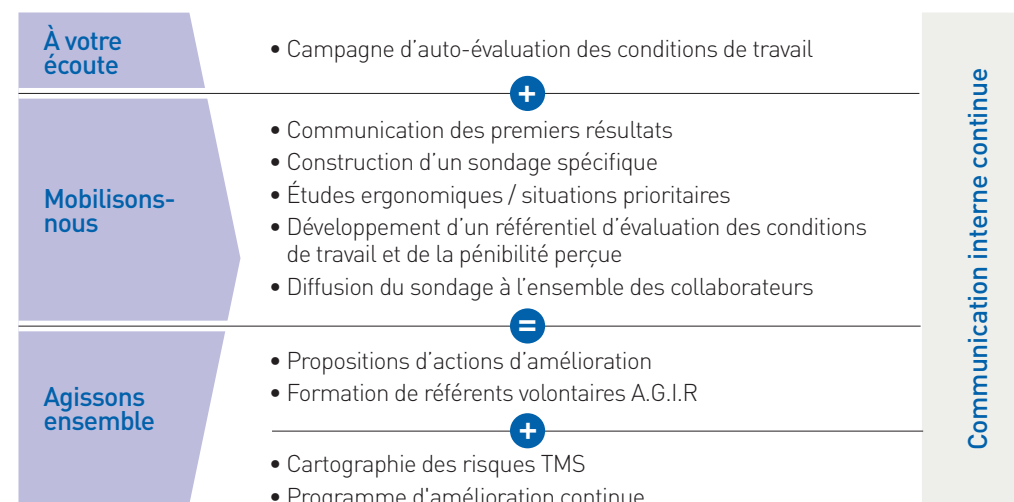 À votre
écoute
• Campagne d'auto-évaluation des conditions de travail
+
Mobilisons-
nous
• Communication des premiers résultats
• Construction d'un sondage spécifique
• Études ergonomiques / situations prioritaires
• Développement d'un référentiel d'évaluation des conditions
de travail et de la pénibilité perçue
• Diffusion du sondage à l'ensemble des collaborateurs
=
Agissons
ensemble
• Propositions d'actions d'amélioration
• Formation de référents volontaires A.G.I.R
+
• Cartographie des risques TMS
• Programme d'amélioration continue
Communication interne continue